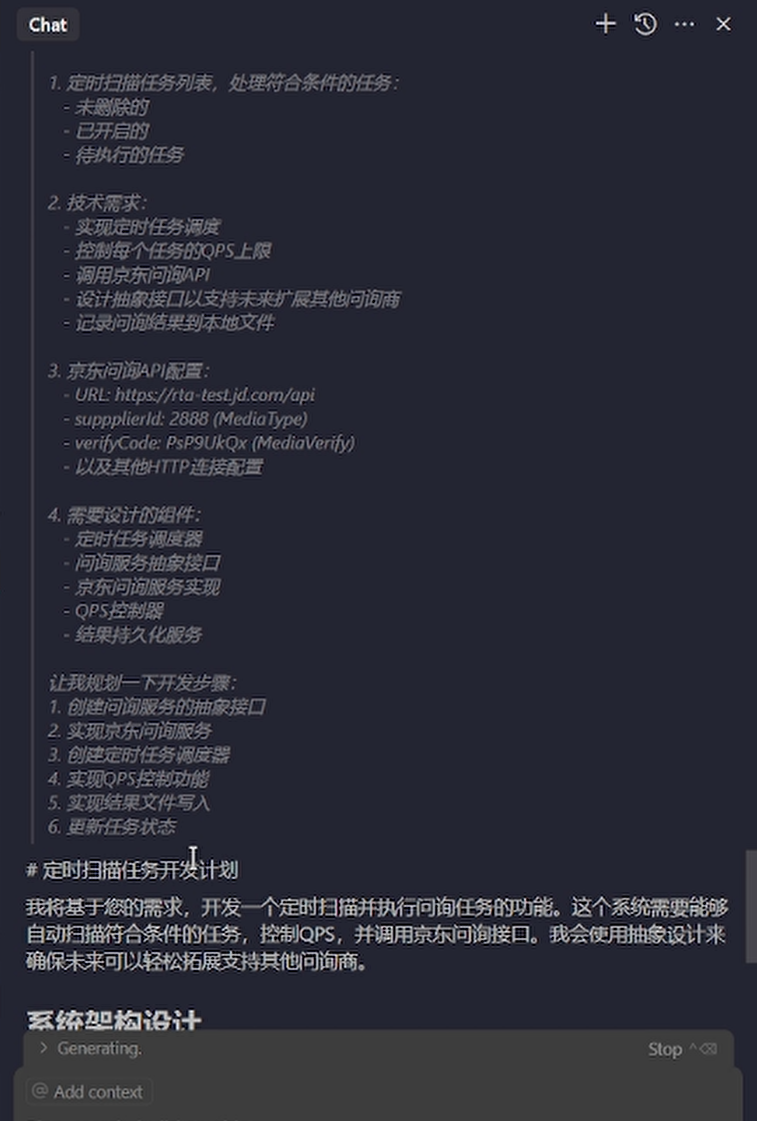 Chat
1. 定时扫描任务列表，处理符合条件的任务：
- 未删除的
- 已开启的
- 待执行的任务
2. 技术需求：
- 实现定时任务调度
- 控制每个任务的QPS上限
- 调用京东问询API
- 设计抽象接口以支持未来扩展其他问询商
- 记录问询结果到本地文件
3. 京东问询API配置：
- URL: https://rta-test.jd.com/api
- suppplierId: 2888 (MediaType)
- verifyCode: PsP9UkQx (MediaVerify)
- 以及其他HTTP连接配置
4. 需要设计的组件：
- 定时任务调度器
- 问询服务抽象接口
- 京东问询服务实现
- QPS控制器
- 结果持久化服务
让我规划一下开发步骤：
1. 创建问询服务的抽象接口
2. 实现京东问询服务
3. 创建定时任务调度器
4. 实现QPS控制功能
5. 实现结果文件写入
6. 更新任务状态
# 定时扫描任务开发计划
我将基于您的需求，开发一个定时扫描并执行问询任务的功能。这个系统需要能够
自动扫描符合条件的任务，控制QPS，并调用京东问询接口。我会使用抽象设计来
确保未来可以轻松拓展支持其他问询商。
系统架构设计
Generating.
Stop ^⌫
@ Add context